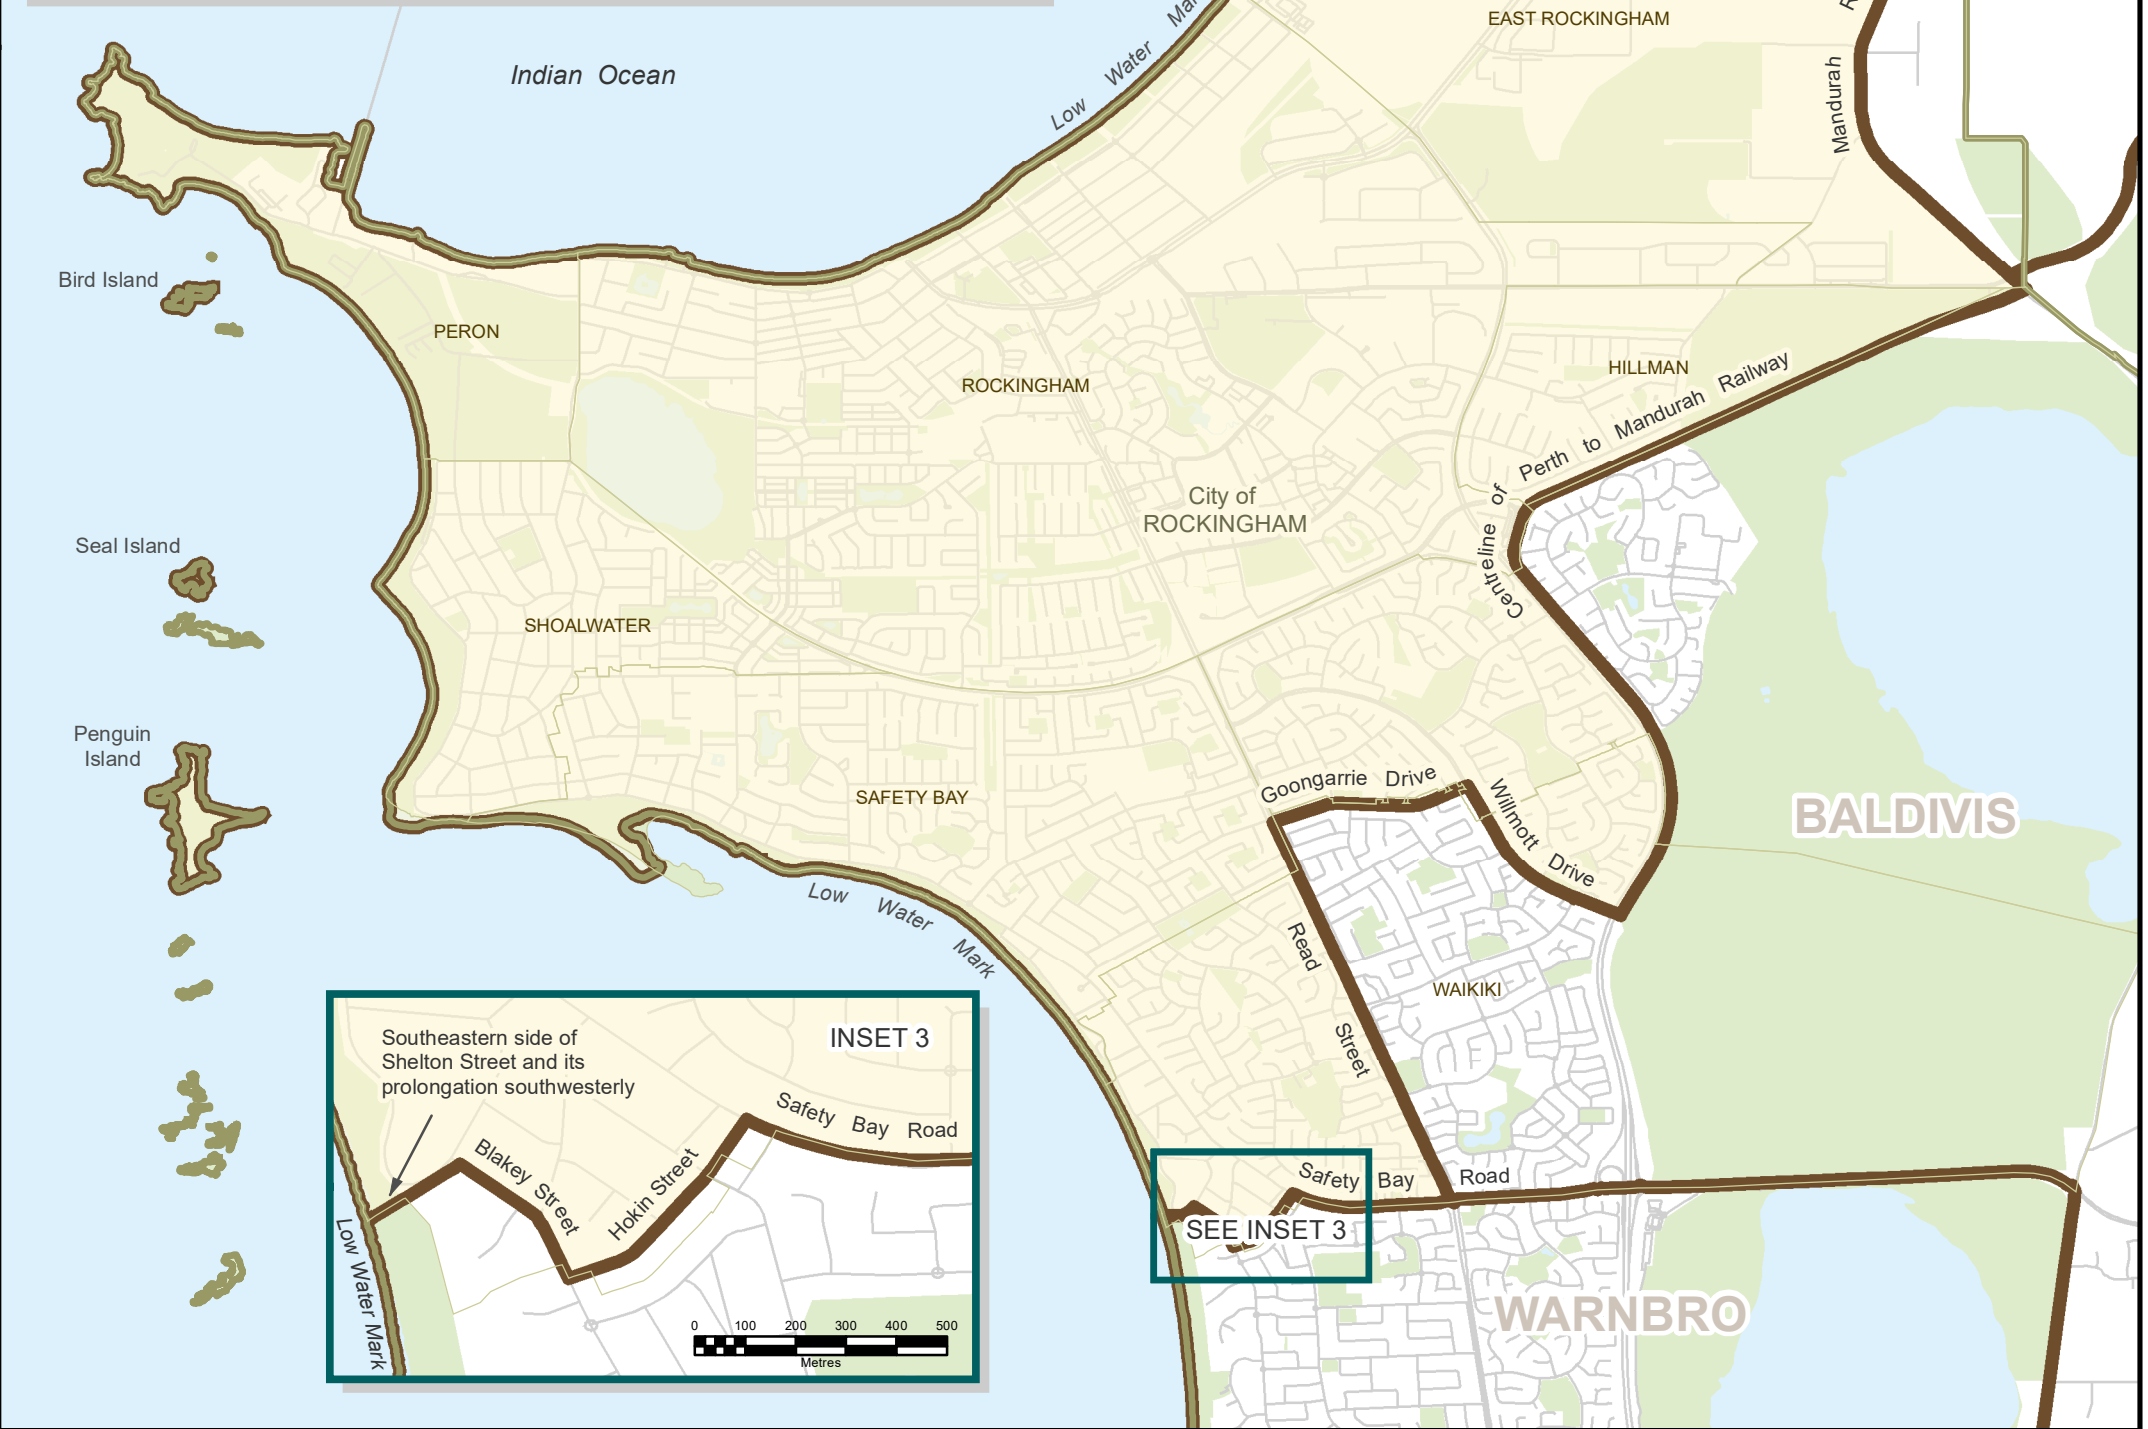 EAST ROCKINGHAM
Indian Ocean
Low Water Mar
Mandurah R
Bird Island
PERON
ROCKINGHAM
HILLMAN
Centreline of Perth to Mandurah Railway
City of
ROCKINGHAM
Seal Island
SHOALWATER
Penguin
Island
SAFETY BAY
Goongarrie Drive
Willmott Drive
BALDIVIS
Low Water Mark
Read Street
WAIKIKI
Safety Bay Road
SEE INSET 3
WARNBRO
INSET 3
Southeastern side of
Shelton Street and its
prolongation southwesterly
Safety Bay Road
Blakey Street
Hokin Street
Low Water Mark
0 100 200 300 400 500
Metres